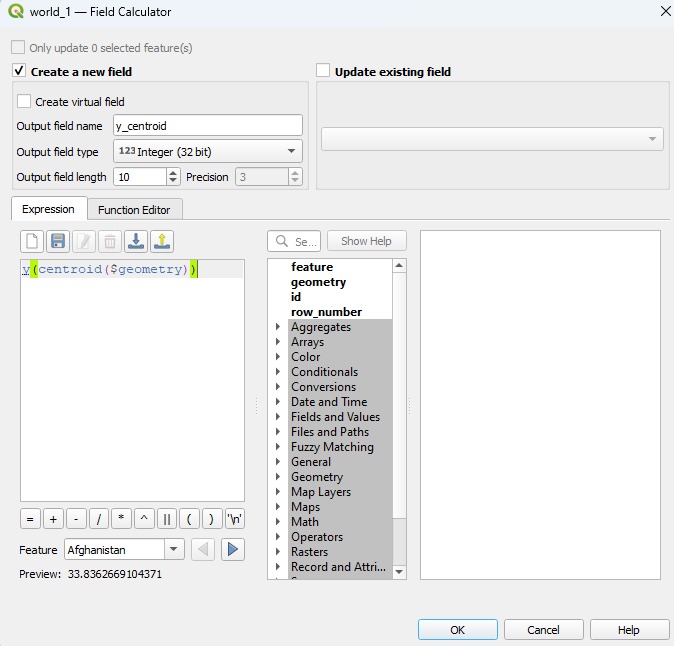 world_1 — Field Calculator
Only update 0 selected feature(s)
Create a new field
Update existing field
Create virtual field
Output field name y_centroid
Output field type 123 Integer (32 bit)
Output field length 10 Precision 3
Expression Function Editor
Se... Show Help
y(centroid($geometry))
feature
geometry
id
row_number
Aggregates
Arrays
Color
Conditionals
Conversions
Date and Time
Fields and Values
Files and Paths
Fuzzy Matching
General
Geometry
Map Layers
Maps
Math
Operators
Rasters
Record and Attri...
= + - / * ^ || ( ) '\n'
Feature Afghanistan
Preview: 33.8362669104371
OK Cancel Help